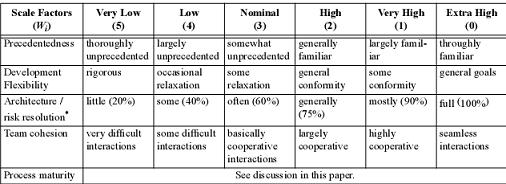 Scale Factors (Wi) Very Low (5) Low (4) Nominal (3) High (2) Very High (1) Extra High (0)
Precedentedness thoroughly unprecedented largely unprecedented somewhat unprecedented generally familiar largely famil-iar throughly familiar
Development Flexibility rigorous occasional relaxation some relaxation general conformity some conformity general goals
Architecture / risk resolution* little (20%) some (40%) often (60%) generally (75%) mostly (90%) full (100%)
Team cohesion very difficult interactions some difficult interactions basically cooperative interactions largely cooperative highly cooperative seamless interactions
Process maturity See discussion in this paper.